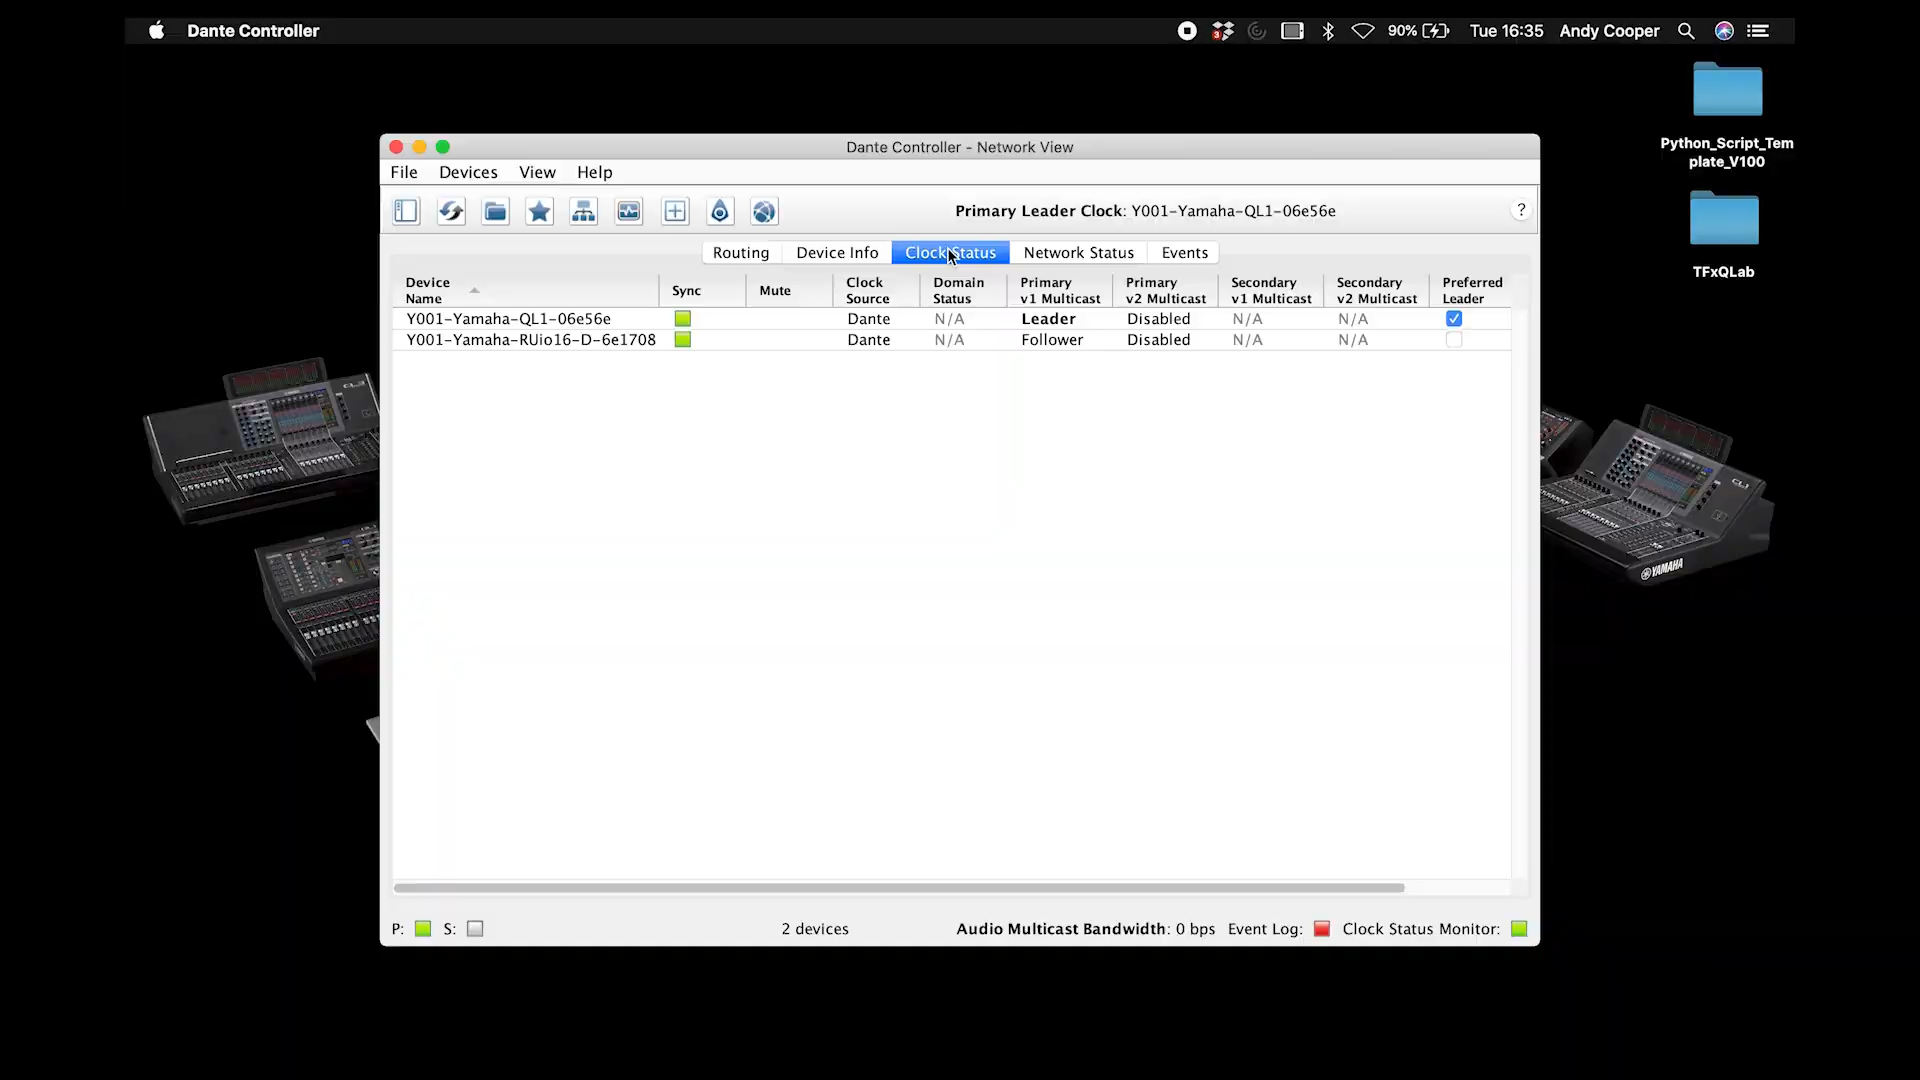 Dante Controller
3
90%
Tue 16:35
Andy Cooper
Python_Script_Tem
plate_V100
TFxQLab
Dante Controller - Network View
File Devices View Help
Primary Leader Clock: Y001-Yamaha-QL1-06e56e
?
Routing Device Info Clock Status Network Status Events
Device Name Sync Mute Clock Source Domain Status Primary v1 Multicast Primary v2 Multicast Secondary v1 Multicast Secondary v2 Multicast Preferred Leader
Y001-Yamaha-QL1-06e56e Dante N/A Leader Disabled N/A N/A
Y001-Yamaha-RUio16-D-6e1708 Dante N/A Follower Disabled N/A N/A
P: S: 2 devices Audio Multicast Bandwidth: 0 bps Event Log: Clock Status Monitor:
CL3
CL1
YAMAHA